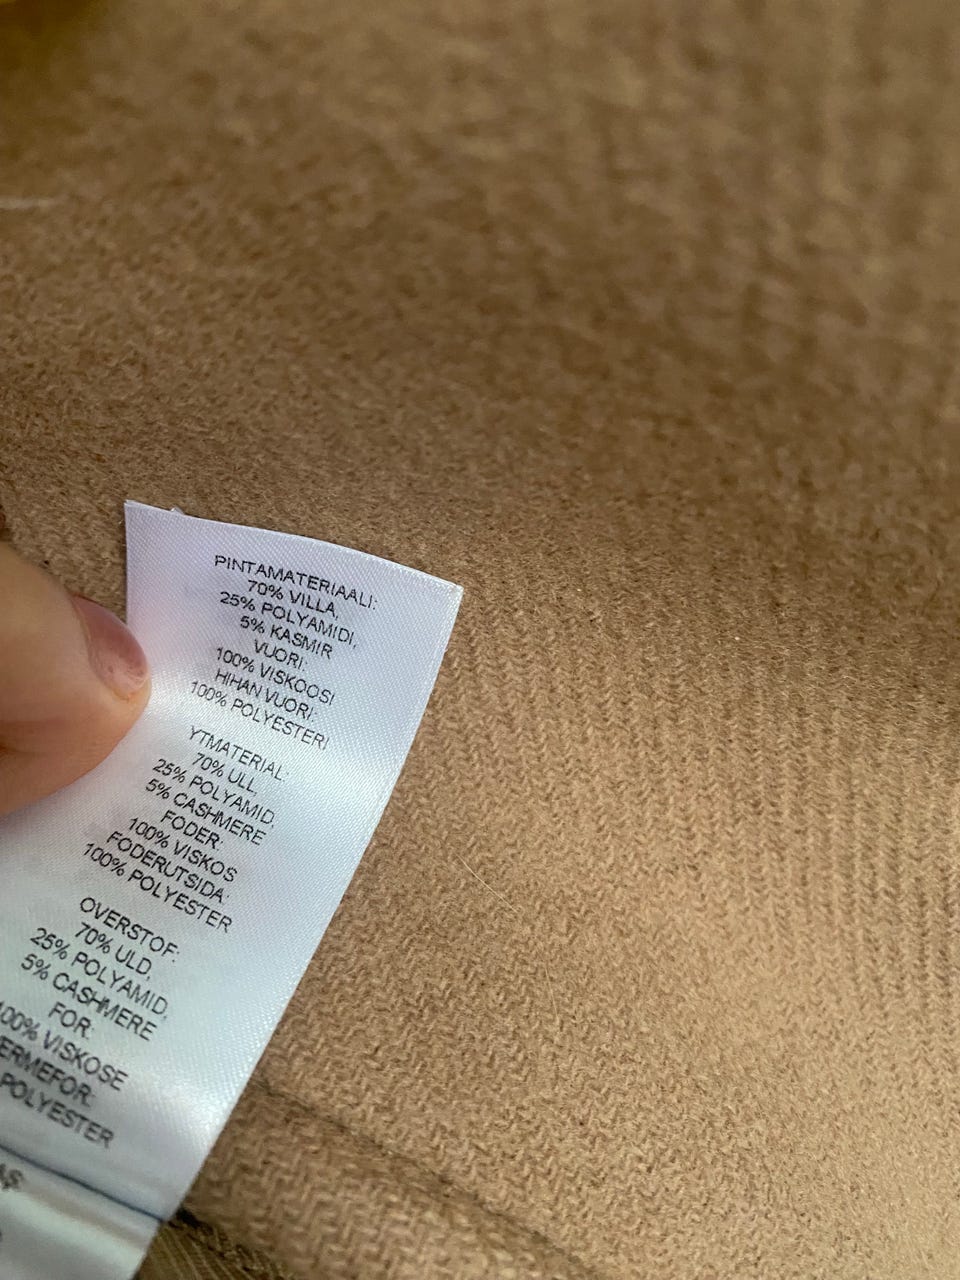 PINTAMATERIAALI:
70% VILLA,
25% POLYAMIDI,
5% KASMIR
VUORI:
100% VISKOOSI
HIHAN VUORI:
100% POLYESTERI
YTMATERIAL:
70% ULL,
25% POLYAMID,
5% CASHMERE
FODER:
100% VISKOS
FODERUTSIDA:
100% POLYESTER
OVERSTOF:
70% ULD,
25% POLYAMID,
5% CASHMERE
FOR:
100% VISKOSE
ERMEFOR:
POLYESTER